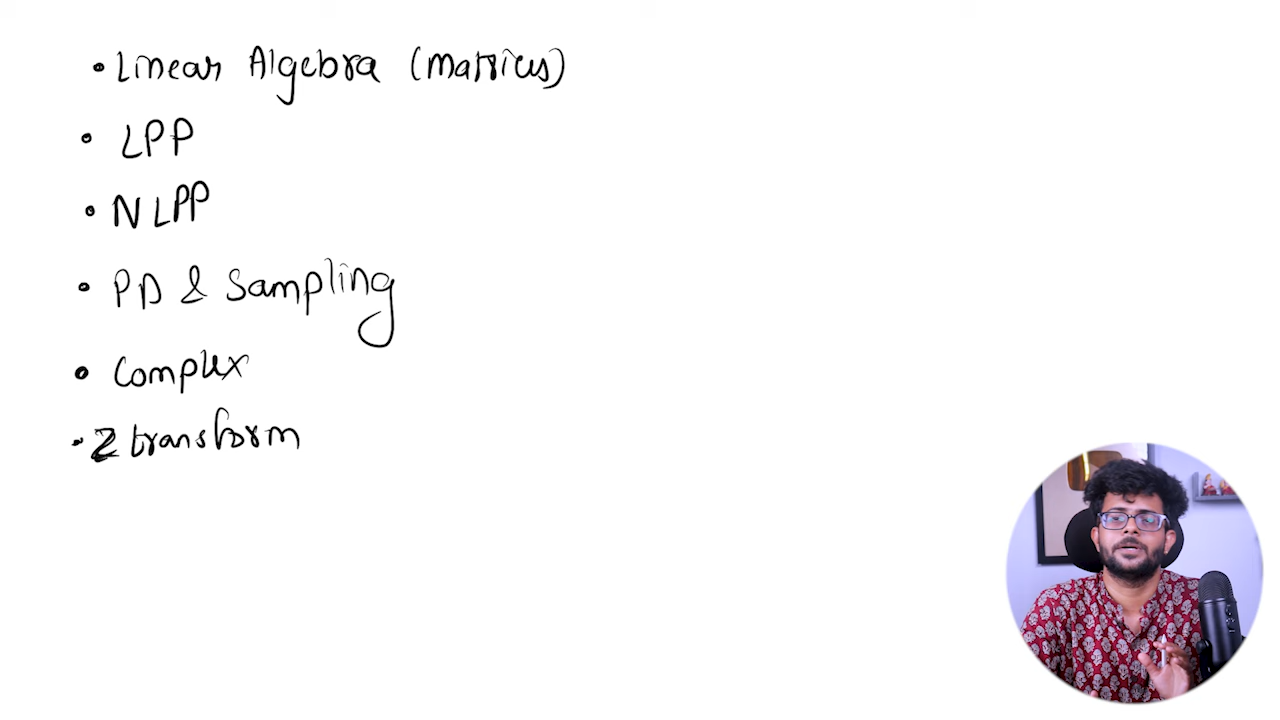 • Linear Algebra (Matrices)
• LPP
• NLPP
• PD & Sampling
• Complex
• Z transform